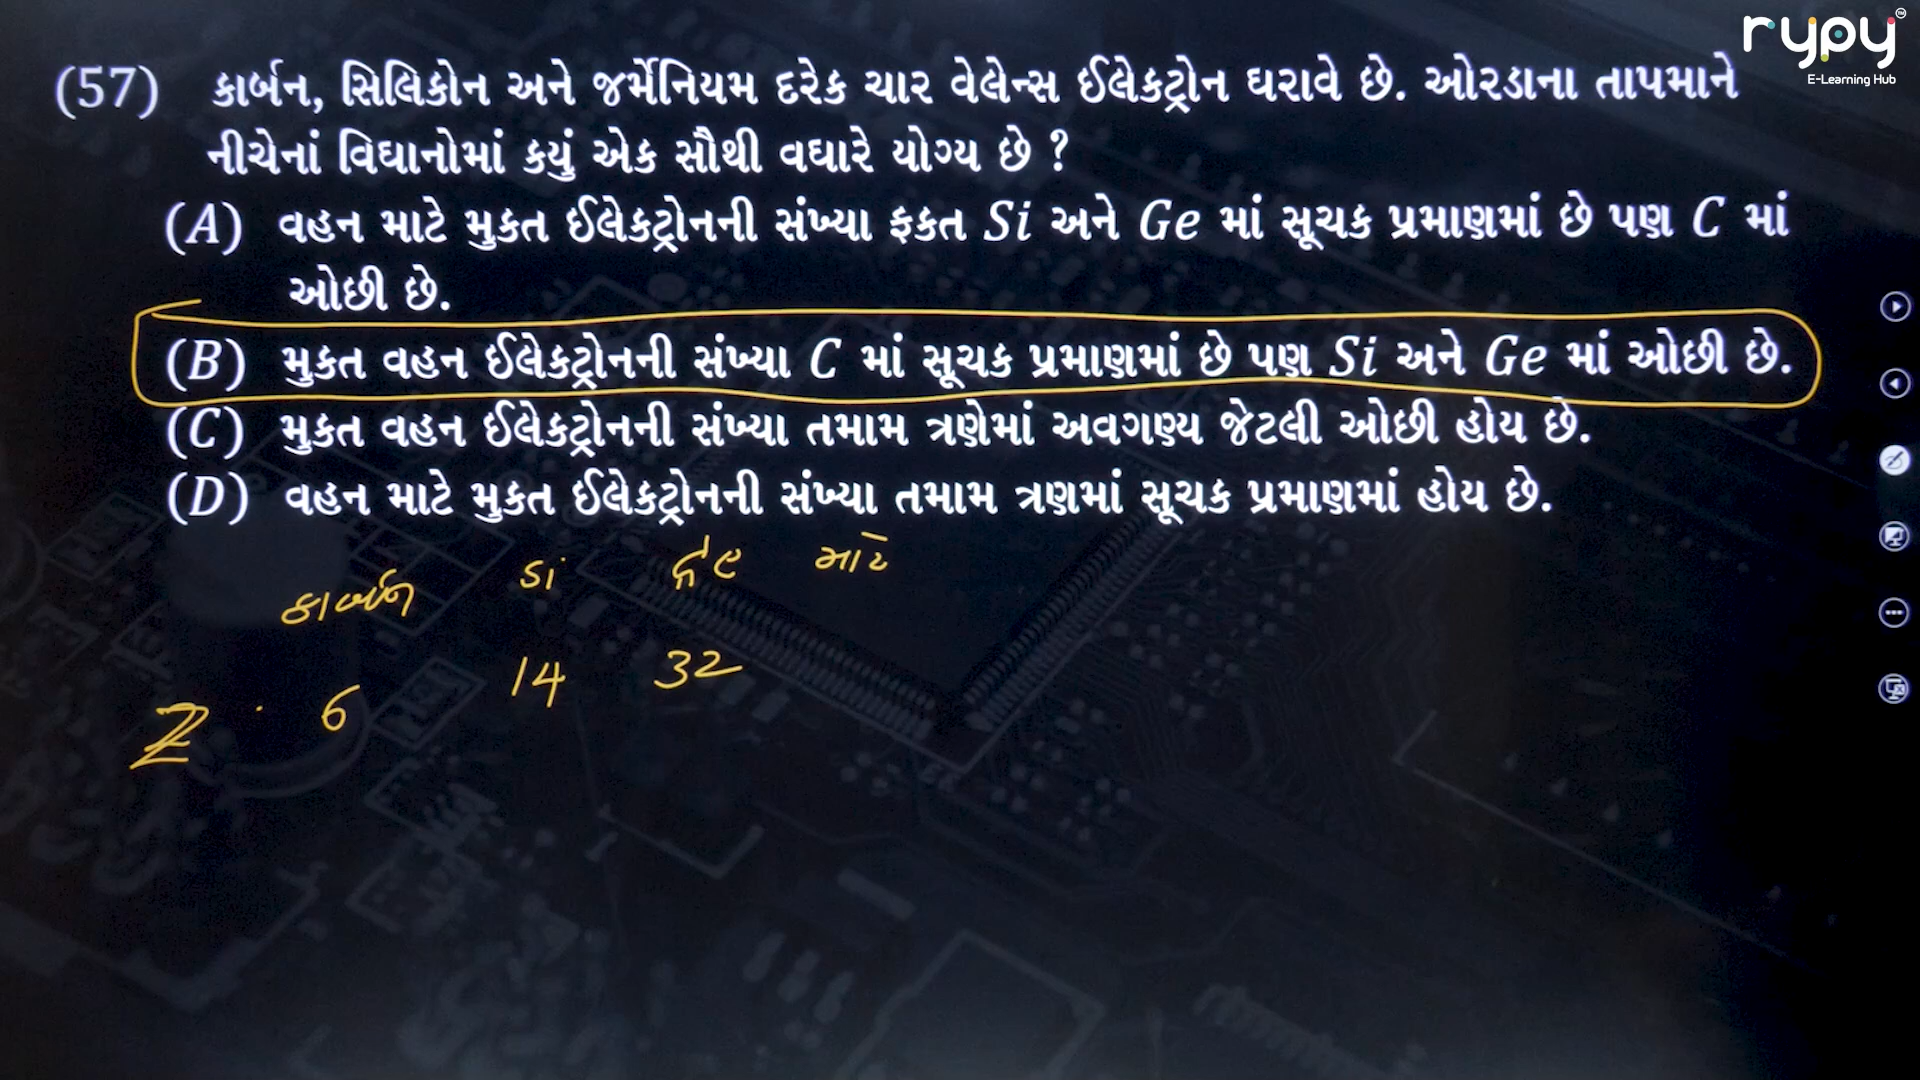 rypy™
E-Learning Hub
(57) કાર્બન, સિલિકોન અને જર્મેનિયમ દરેક ચાર વેલેન્સ ઈલેક્ટ્રોન ધરાવે છે. ઓરડાના તાપમાને
નીચેનાં વિધાનોમાં કયું એક સૌથી વધારે યોગ્ય છે ?
(A) વહન માટે મુક્ત ઈલેક્ટ્રોનની સંખ્યા ફક્ત Si અને Ge માં સૂચક પ્રમાણમાં છે પણ C માં
ઓછી છે.
(B) મુક્ત વહન ઈલેક્ટ્રોનની સંખ્યા C માં સૂચક પ્રમાણમાં છે પણ Si અને Ge માં ઓછી છે.
(C) મુક્ત વહન ઈલેક્ટ્રોનની સંખ્યા તમામ ત્રણેમાં અવગણ્ય જેટલી ઓછી હોય છે.
(D) વહન માટે મુક્ત ઈલેક્ટ્રોનની સંખ્યા તમામ ત્રણમાં સૂચક પ્રમાણમાં હોય છે.
કાર્બન Si માટે
Z 6 14 32